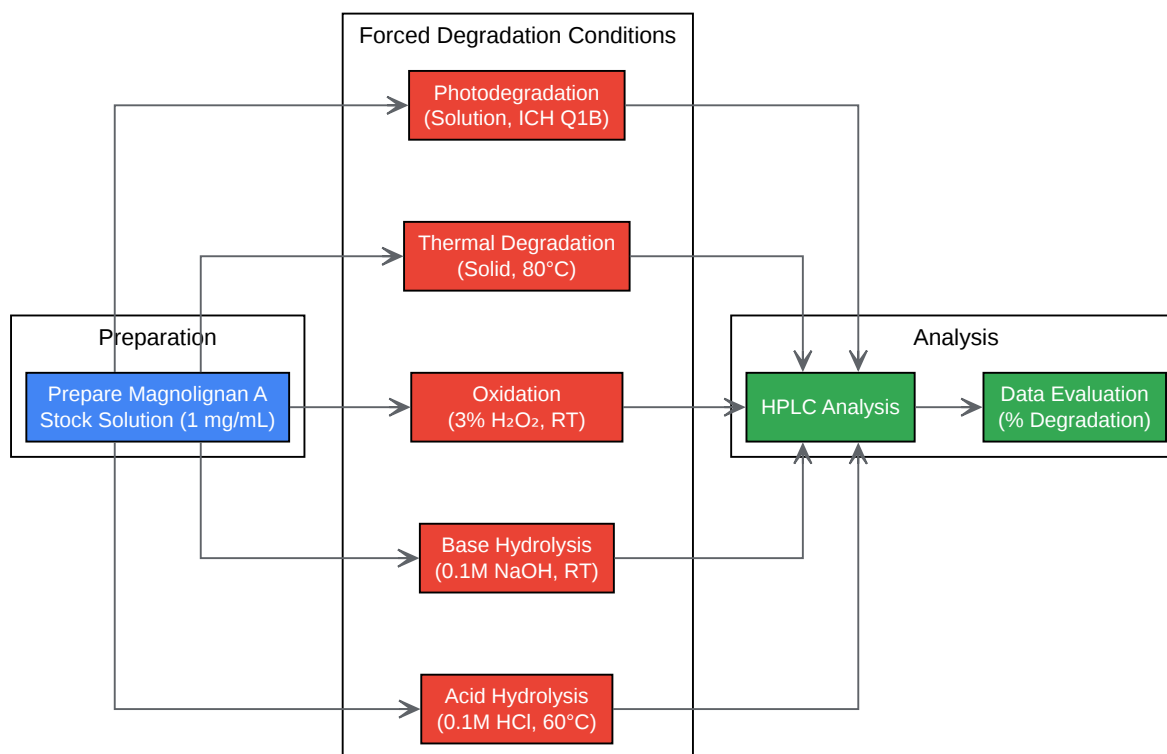 Forced Degradation Conditions
Photodegradation
(Solution, ICH Q1B)
Thermal Degradation
(Solid, 80°C)
Preparation
Prepare Magnolignan A
Stock Solution (1 mg/mL)
Oxidation
(3% H₂O₂, RT)
Base Hydrolysis
(0.1M NaOH, RT)
Acid Hydrolysis
(0.1M HCl, 60°C)
Analysis
HPLC Analysis
Data Evaluation
(% Degradation)